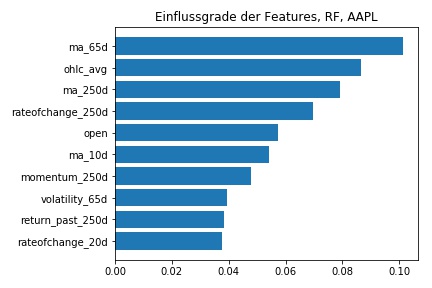 Einflussgrade der Features, RF, AAPL
ma_65d
ohlc_avg
ma_250d
rateofchange_250d
open
ma_10d
momentum_250d
volatility_65d
return_past_250d
rateofchange_20d
0.00 0.02 0.04 0.06 0.08 0.10